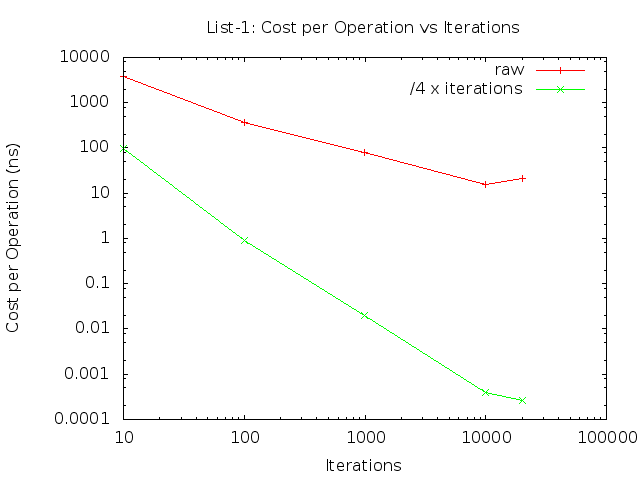 List-1: Cost per Operation vs Iterations
raw
/4 x iterations
10000
1000
100
10
1
0.1
0.01
0.001
0.0001
Cost per Operation (ns)
10 100 1000 10000 100000
Iterations